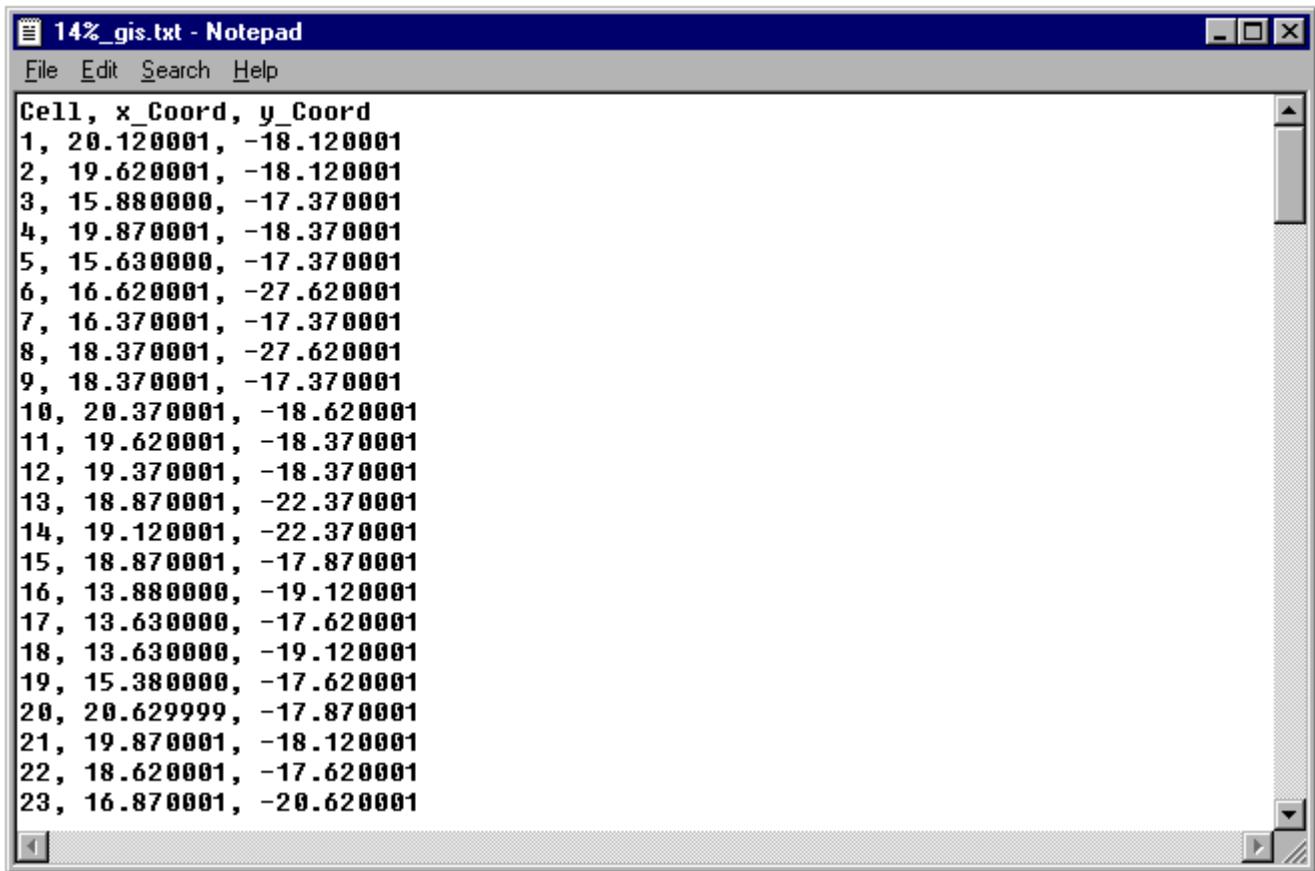 14%_gis.txt - Notepad
File Edit Search Help
Cell, x_Coord, y_Coord
1, 20.120001, -18.120001
2, 19.620001, -18.120001
3, 15.880000, -17.370001
4, 19.870001, -18.370001
5, 15.630000, -17.370001
6, 16.620001, -27.620001
7, 16.370001, -17.370001
8, 18.370001, -27.620001
9, 18.370001, -17.370001
10, 20.370001, -18.620001
11, 19.620001, -18.370001
12, 19.370001, -18.370001
13, 18.870001, -22.370001
14, 19.120001, -22.370001
15, 18.870001, -17.870001
16, 13.880000, -19.120001
17, 13.630000, -17.620001
18, 13.630000, -19.120001
19, 15.380000, -17.620001
20, 20.629999, -17.870001
21, 19.870001, -18.120001
22, 18.620001, -17.620001
23, 16.870001, -20.620001